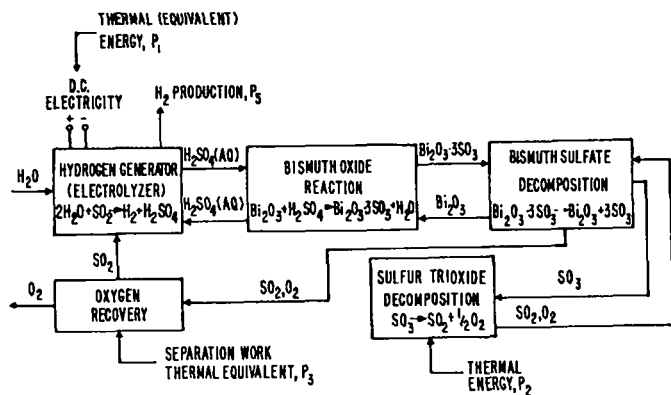 THERMAL (EQUIVALENT)
ENERGY, P₁
D.C.
ELECTRICITY
+ -
H₂ PRODUCTION, P₅
H₂O
HYDROGEN GENERATOR
(ELECTROLYZER)
2H₂O+SO₂→H₂+H₂SO₄
H₂SO₄(AQ)
H₂SO₄(AQ)
BISMUTH OXIDE
REACTION
Bi₂O₃+H₂SO₄→Bi₂O₃·3SO₃+H₂O
Bi₂O₃·3SO₃
Bi₂O₃
BISMUTH SULFATE
DECOMPOSITION
Bi₂O₃·3SO₃→Bi₂O₃+3SO₃
SO₂
O₂
OXYGEN
RECOVERY
SO₂,O₂
SULFUR TRIOXIDE
DECOMPOSITION
SO₃→SO₂+1/2O₂
SO₃
SO₂,O₂
SEPARATION WORK
THERMAL EQUIVALENT, P₃
THERMAL
ENERGY, P₂